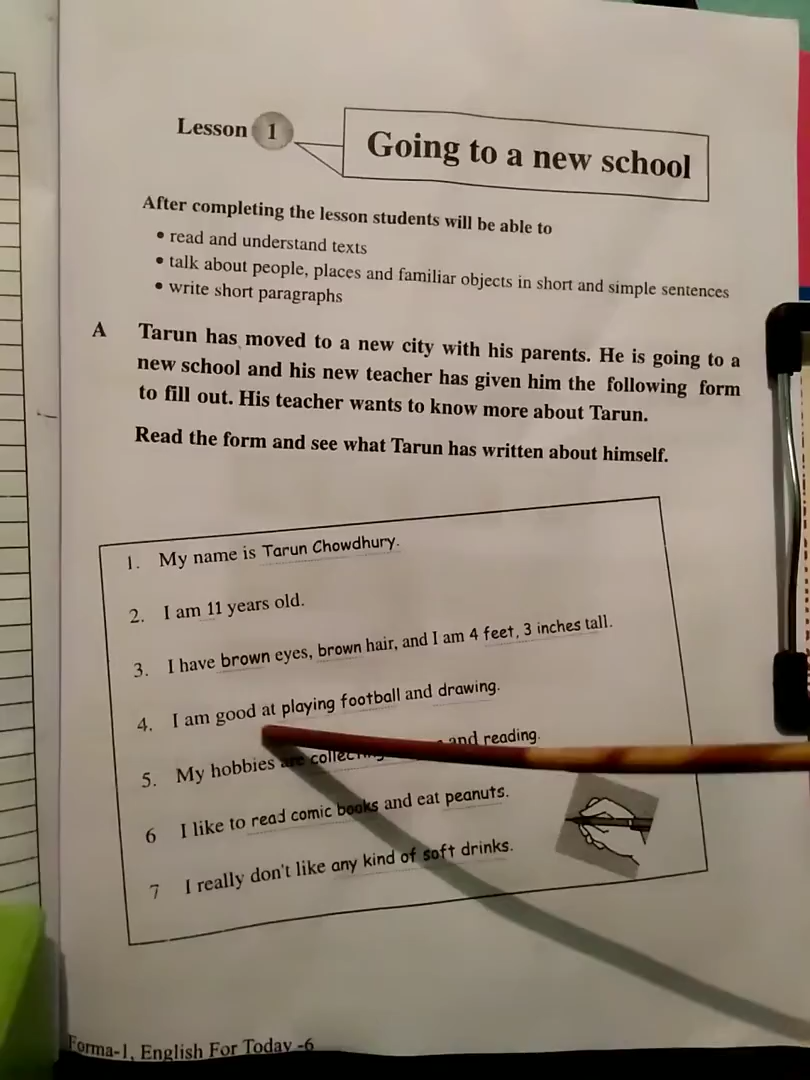 Lesson 1
Going to a new school
After completing the lesson students will be able to
• read and understand texts
• talk about people, places and familiar objects in short and simple sentences
• write short paragraphs
A Tarun has moved to a new city with his parents. He is going to a
new school and his new teacher has given him the following form
to fill out. His teacher wants to know more about Tarun.
Read the form and see what Tarun has written about himself.
1. My name is Tarun Chowdhury.
2. I am 11 years old.
3. I have brown eyes, brown hair, and I am 4 feet, 3 inches tall.
4. I am good at playing football and drawing.
5. My hobbies are collecting and reading.
6 I like to read comic books and eat peanuts.
7 I really don't like any kind of soft drinks.
Forma-1, English For Today -6